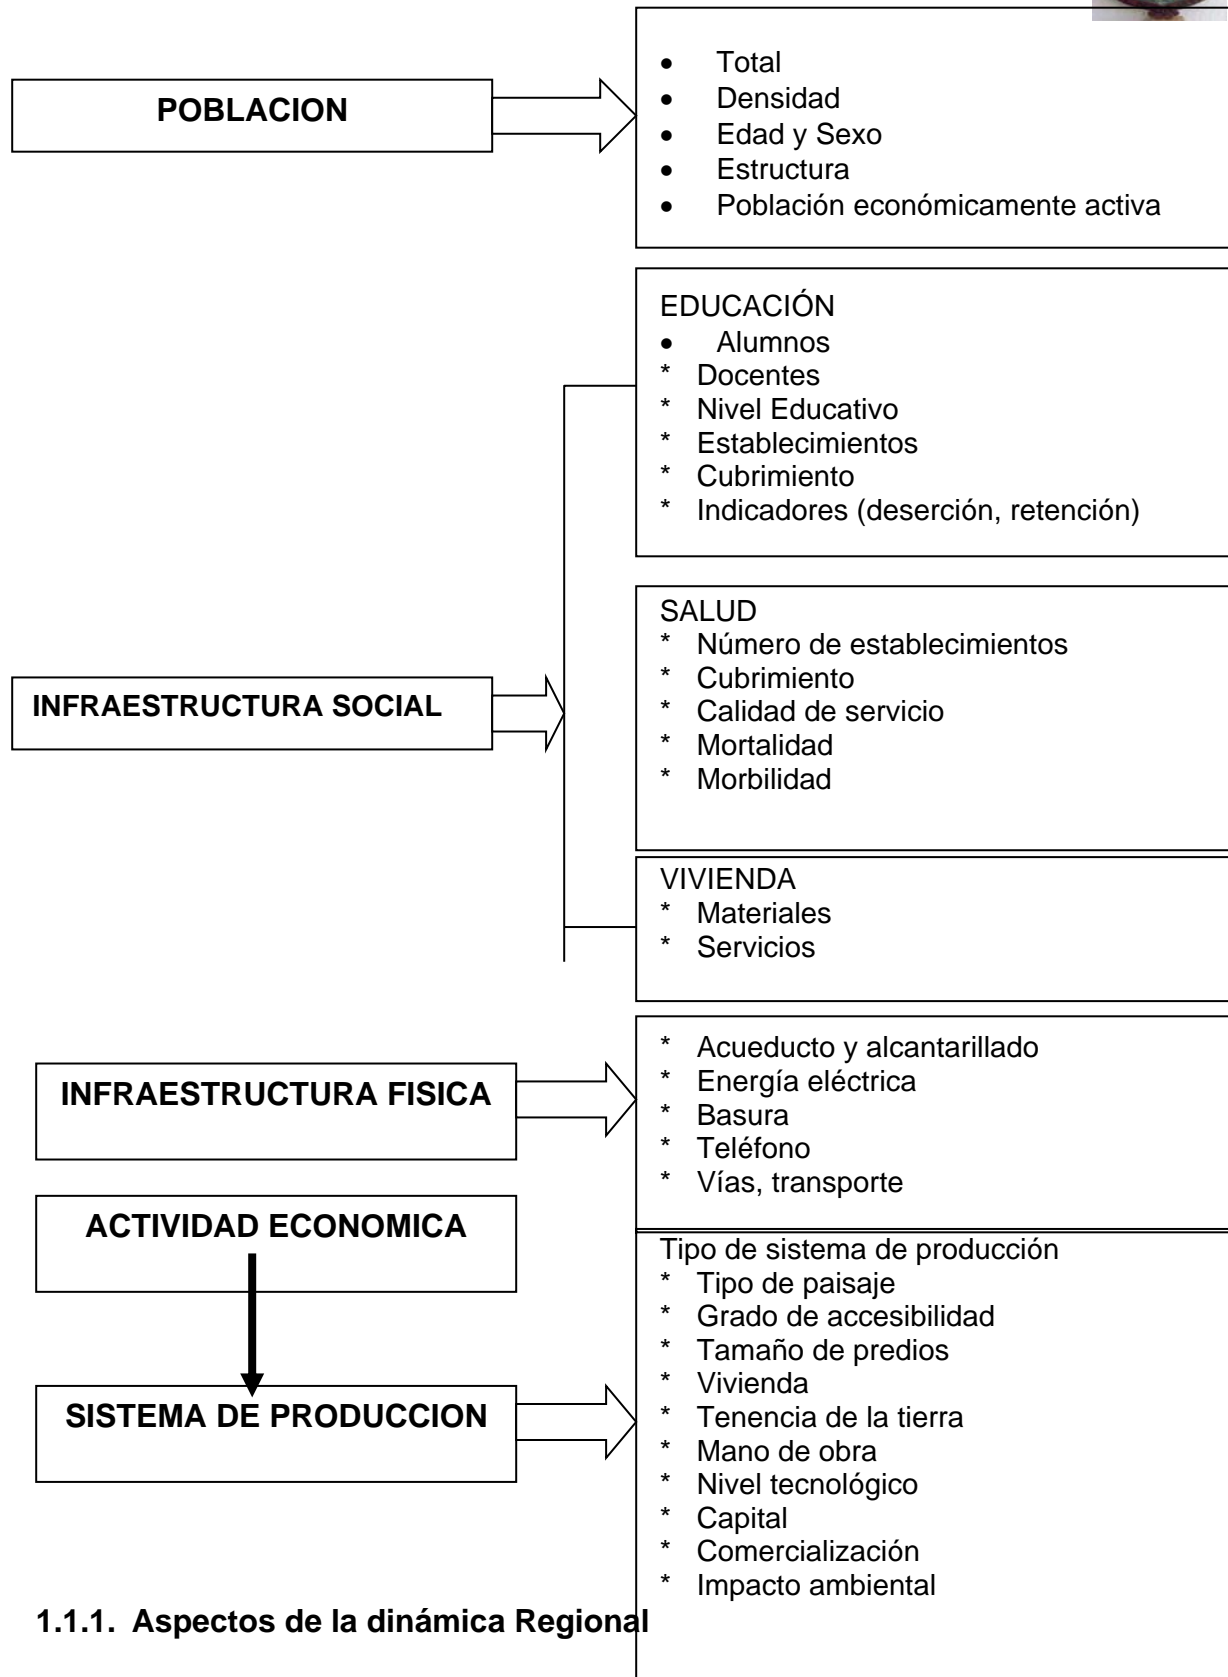 POBLACION
• Total
• Densidad
• Edad y Sexo
• Estructura
• Población económicamente activa
INFRAESTRUCTURA SOCIAL
EDUCACIÓN
• Alumnos
* Docentes
* Nivel Educativo
* Establecimientos
* Cubrimiento
* Indicadores (deserción, retención)
SALUD
* Número de establecimientos
* Cubrimiento
* Calidad de servicio
* Mortalidad
* Morbilidad
VIVIENDA
* Materiales
* Servicios
INFRAESTRUCTURA FISICA
* Acueducto y alcantarillado
* Energía eléctrica
* Basura
* Teléfono
* Vías, transporte
ACTIVIDAD ECONOMICA
SISTEMA DE PRODUCCION
Tipo de sistema de producción
* Tipo de paisaje
* Grado de accesibilidad
* Tamaño de predios
* Vivienda
* Tenencia de la tierra
* Mano de obra
* Nivel tecnológico
* Capital
* Comercialización
* Impacto ambiental
1.1.1. Aspectos de la dinámica Regional